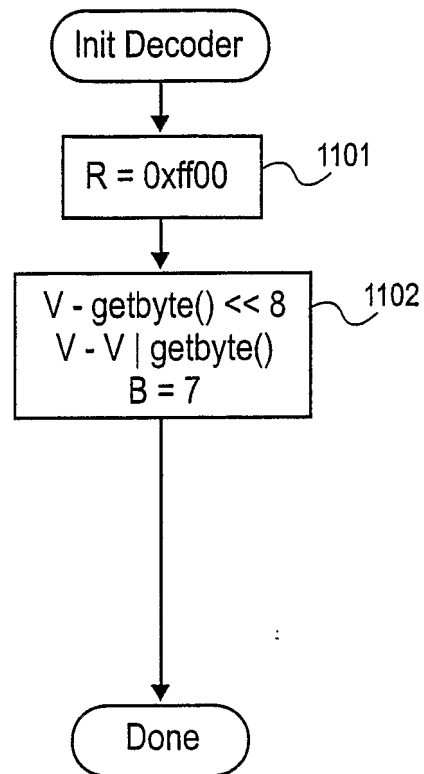 Init Decoder
R = 0xff00
1101
V - getbyte() << 8
V - V | getbyte()
B = 7
1102
Done